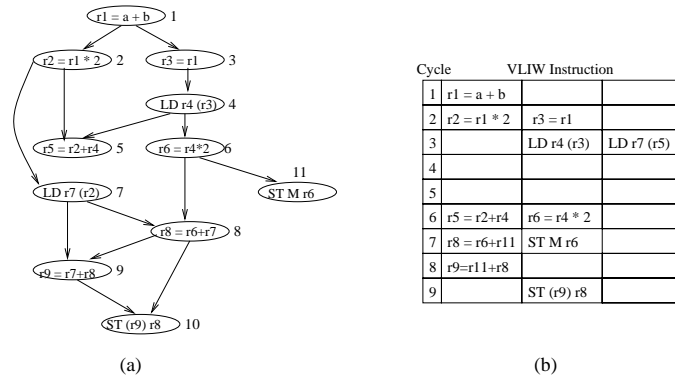 r1 = a + b 1
r2 = r1 * 2 2
r3 = r1 3
LD r4 (r3) 4
r5 = r2+r4 5
r6 = r4*2 6
11
ST M r6
LD r7 (r2) 7
r8 = r6+r7 8
r9 = r7+r8 9
ST (r9) r8 10
(a)
Cycle VLIW Instruction
1 r1 = a + b
2 r2 = r1 * 2 r3 = r1
3 LD r4 (r3) LD r7 (r5)
4
5
6 r5 = r2+r4 r6 = r4 * 2
7 r8 = r6+r11 ST M r6
8 r9=r11+r8
9 ST (r9) r8
(b)